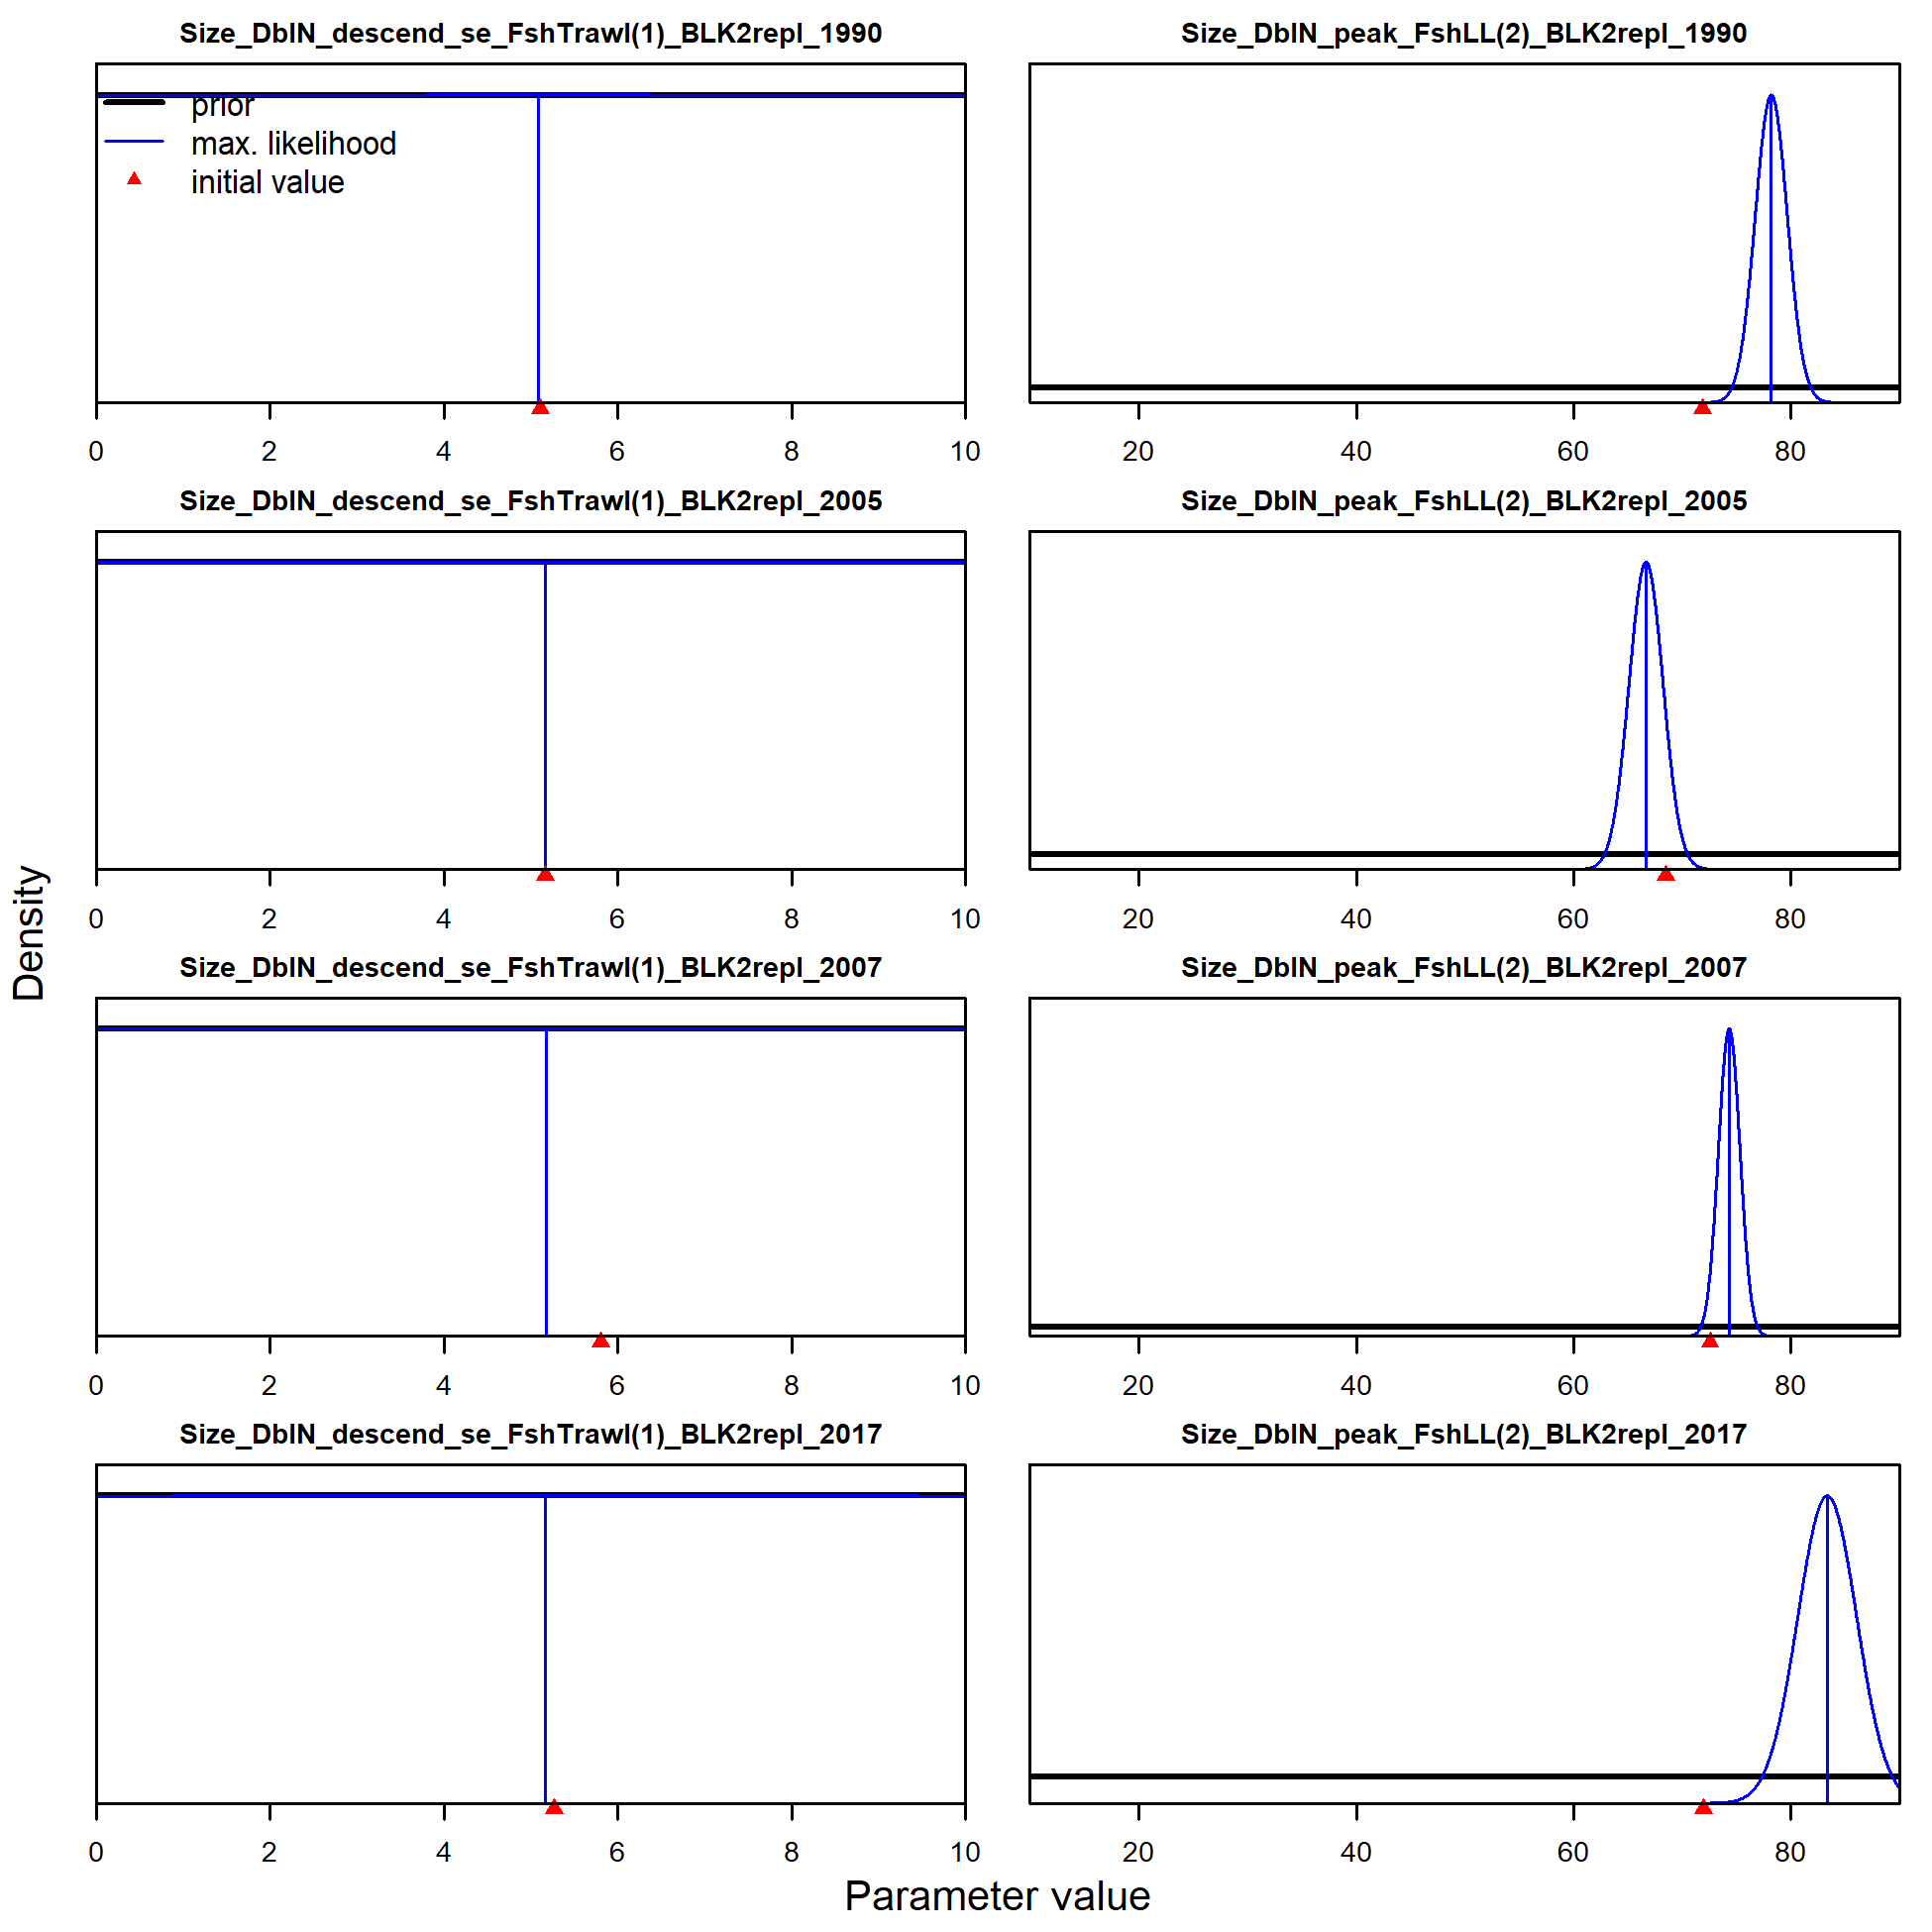 Size_DblN_descend_se_FshTrawl(1)_BLK2repl_1990
prior
max. likelihood
initial value
0 2 4 6 8 10
Size_DblN_peak_FshLL(2)_BLK2repl_1990
20 40 60 80
Size_DblN_descend_se_FshTrawl(1)_BLK2repl_2005
0 2 4 6 8 10
Size_DblN_peak_FshLL(2)_BLK2repl_2005
20 40 60 80
Size_DblN_descend_se_FshTrawl(1)_BLK2repl_2007
0 2 4 6 8 10
Size_DblN_peak_FshLL(2)_BLK2repl_2007
20 40 60 80
Size_DblN_descend_se_FshTrawl(1)_BLK2repl_2017
0 2 4 6 8 10
Size_DblN_peak_FshLL(2)_BLK2repl_2017
20 40 60 80
Density
Parameter value